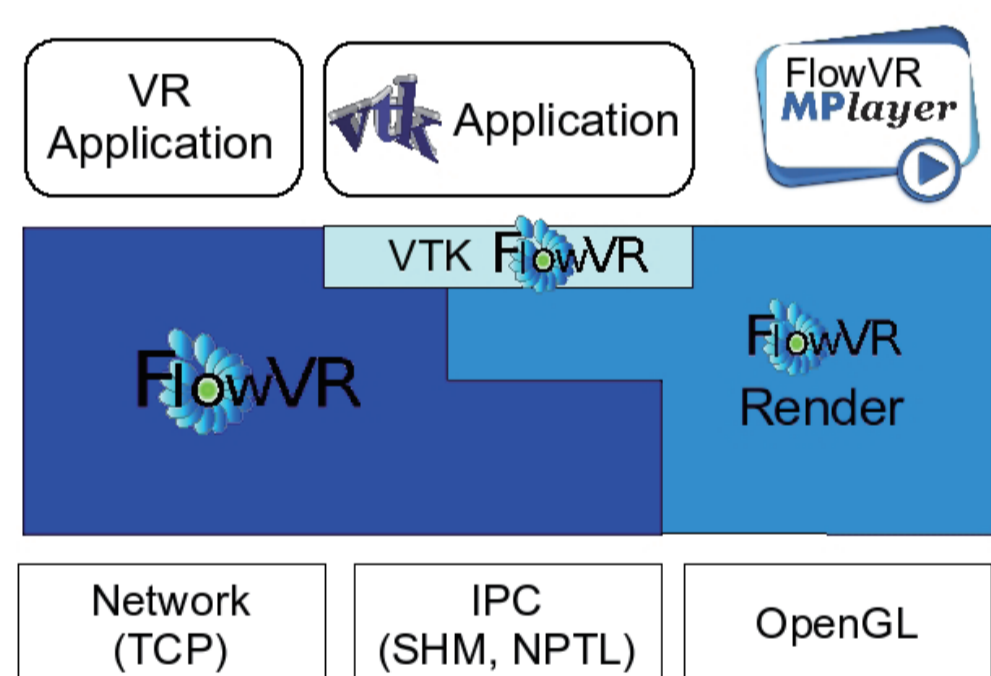 VR
Application
vtk Application
FlowVR
MPlayer
VTK FlowVR
FlowVR
FlowVR
Render
Network
(TCP)
IPC
(SHM, NPTL)
OpenGL